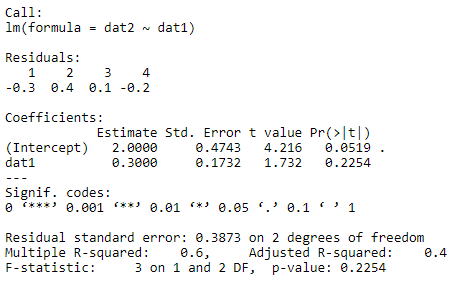 Call:
lm(formula = dat2 ~ dat1)
Residuals:
1 2 3 4
-0.3 0.4 0.1 -0.2
Coefficients:
Estimate Std. Error t value Pr(>|t|)
(Intercept) 2.0000 0.4743 4.216 0.0519 .
dat1 0.3000 0.1732 1.732 0.2254
---
Signif. codes:
0 ‘***’ 0.001 ‘**’ 0.01 ‘*’ 0.05 ‘.’ 0.1 ‘ ’ 1
Residual standard error: 0.3873 on 2 degrees of freedom
Multiple R-squared: 0.6, Adjusted R-squared: 0.4
F-statistic: 3 on 1 and 2 DF, p-value: 0.2254